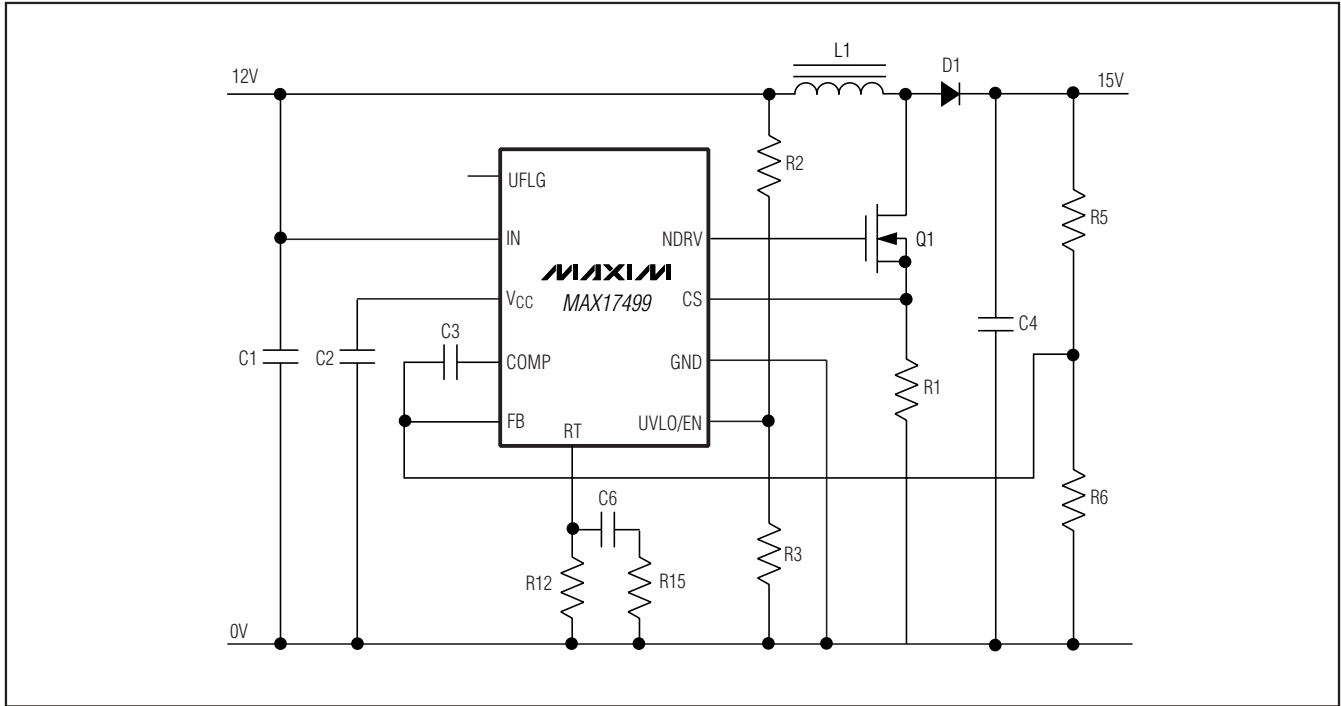 L1
D1
12V
15V
R2
UFLG
R5
IN
NDRV
Q1
MAXIM
MAX17499
VCC
CS
C4
C3
C1
C2
COMP
GND
R1
FB
UVLO/EN
RT
C6
R6
R3
R12
R15
0V